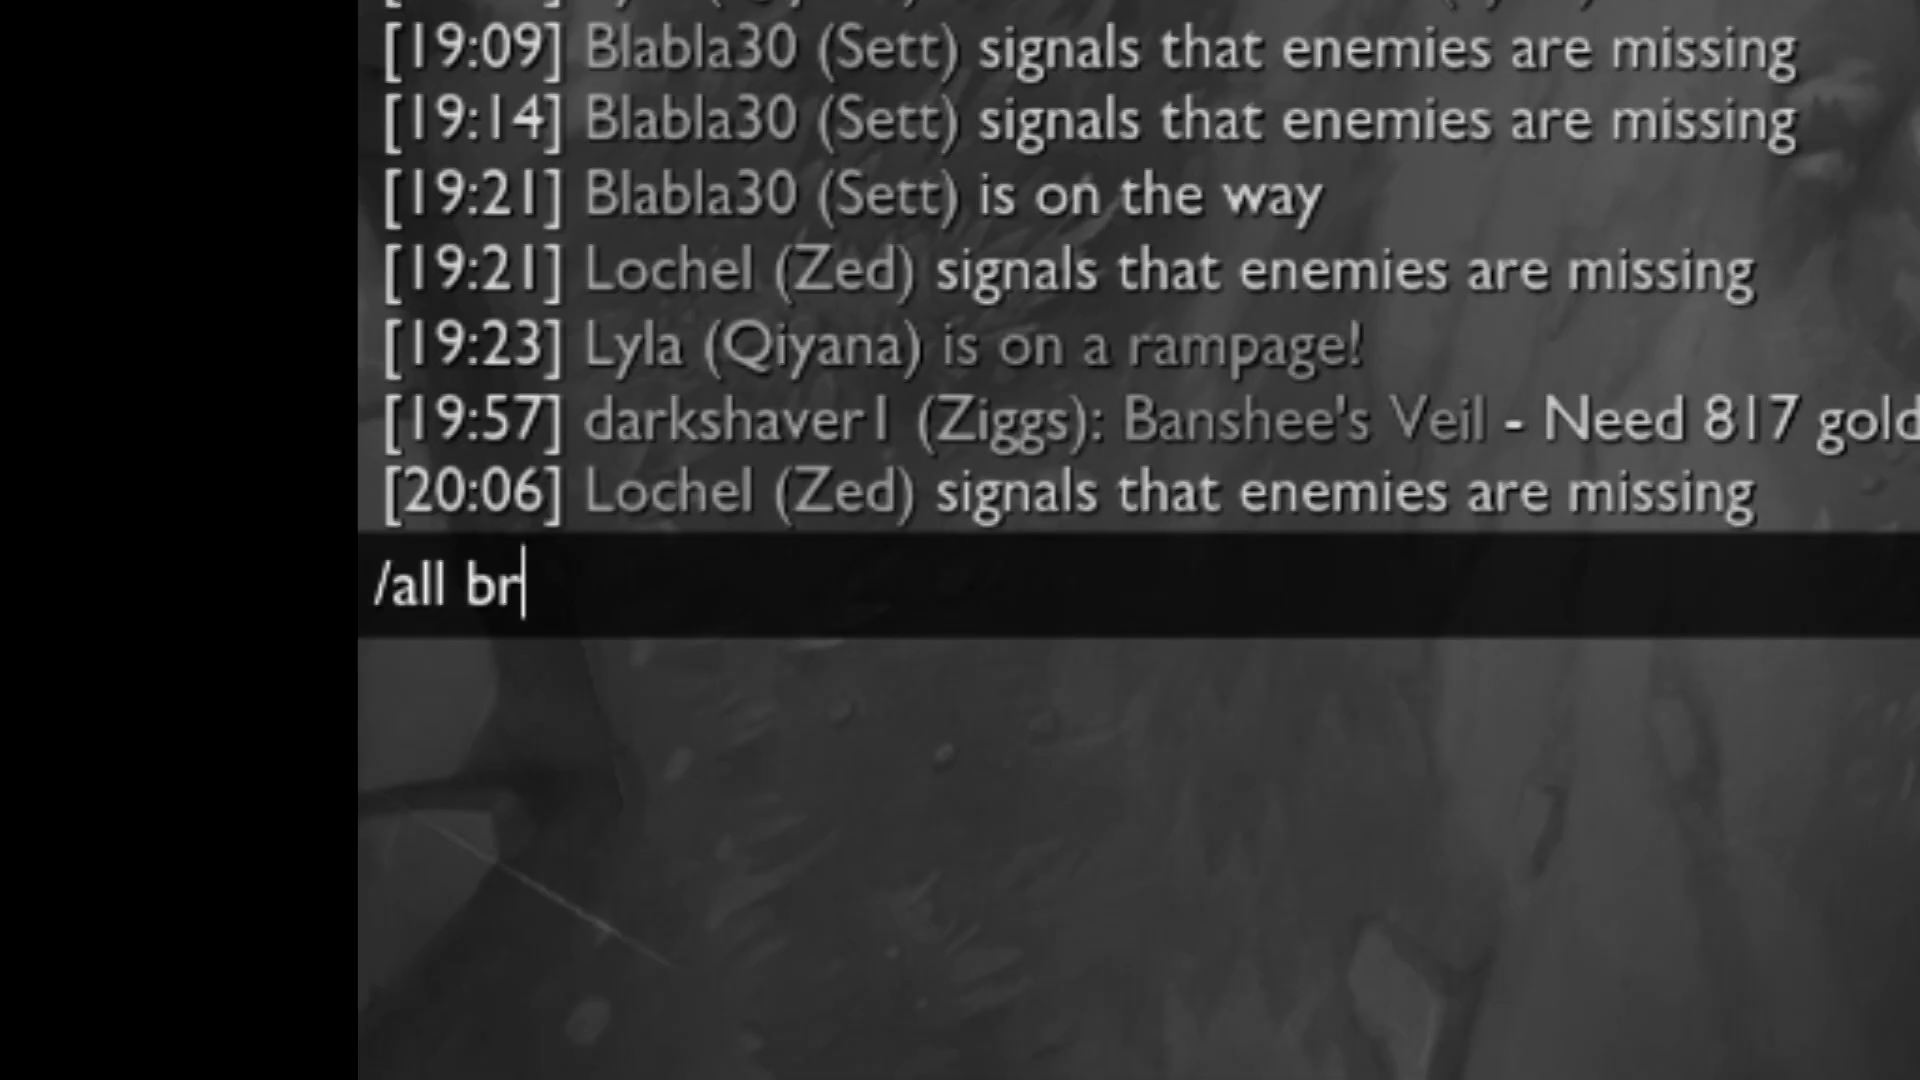 [19:09] Blabla30 (Sett) signals that enemies are missing
[19:14] Blabla30 (Sett) signals that enemies are missing
[19:21] Blabla30 (Sett) is on the way
[19:21] Lochel (Zed) signals that enemies are missing
[19:23] Lyla (Qiyana) is on a rampage!
[19:57] darkshaver1 (Ziggs): Banshee's Veil - Need 817 gold
[20:06] Lochel (Zed) signals that enemies are missing
/all br